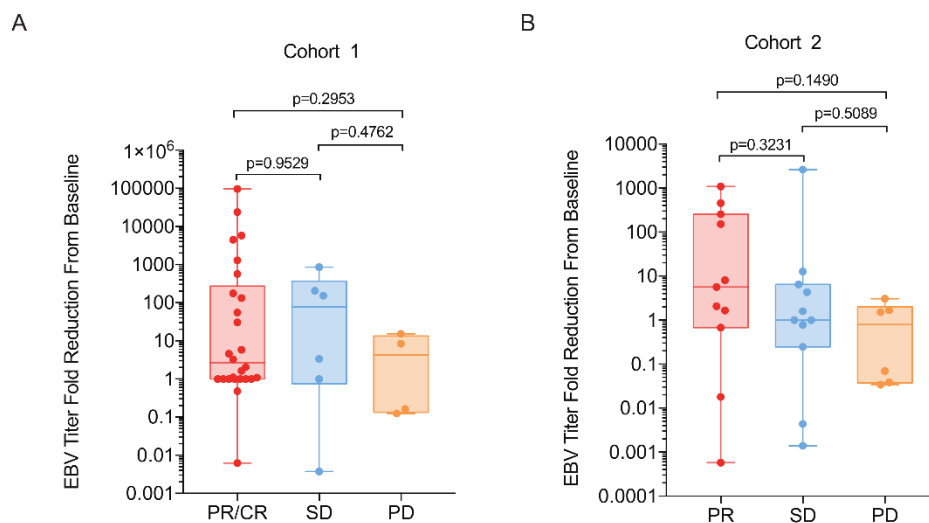 A
Cohort 1
p=0.2953
p=0.4762
p=0.9529
EBV Titer Fold Reduction From Baseline
1×10⁶
100000
10000
1000
100
10
1
0.1
0.01
0.001
PR/CR
SD
PD
B
Cohort 2
p=0.1490
p=0.5089
p=0.3231
EBV Titer Fold Reduction From Baseline
10000
1000
100
10
1
0.1
0.01
0.001
0.0001
PR
SD
PD